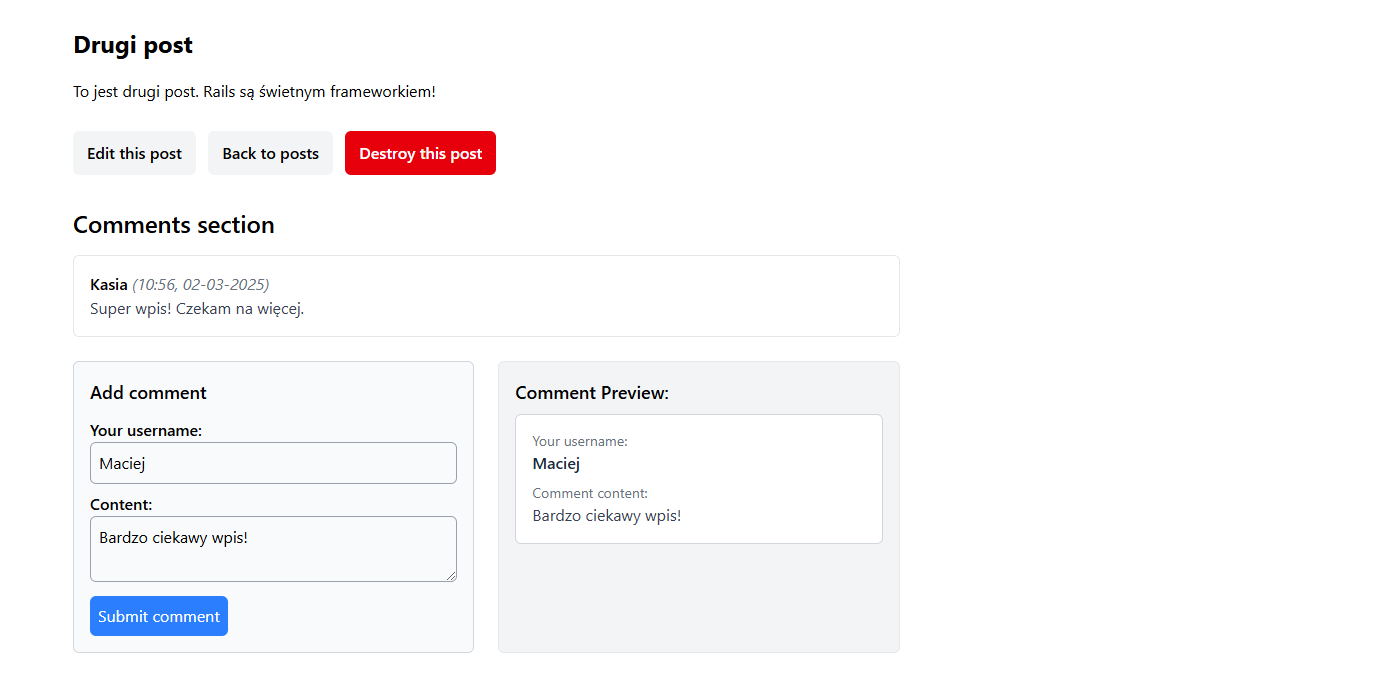 Drugi post
To jest drugi post. Rails są świetnym frameworkiem!
Edit this post
Back to posts
Destroy this post
Comments section
Kasia (10:56, 02-03-2025)
Super wpis! Czekam na więcej.
Add comment
Your username:
Maciej
Content:
Bardzo ciekawy wpis!
Submit comment
Comment Preview:
Your username:
Maciej
Comment content:
Bardzo ciekawy wpis!